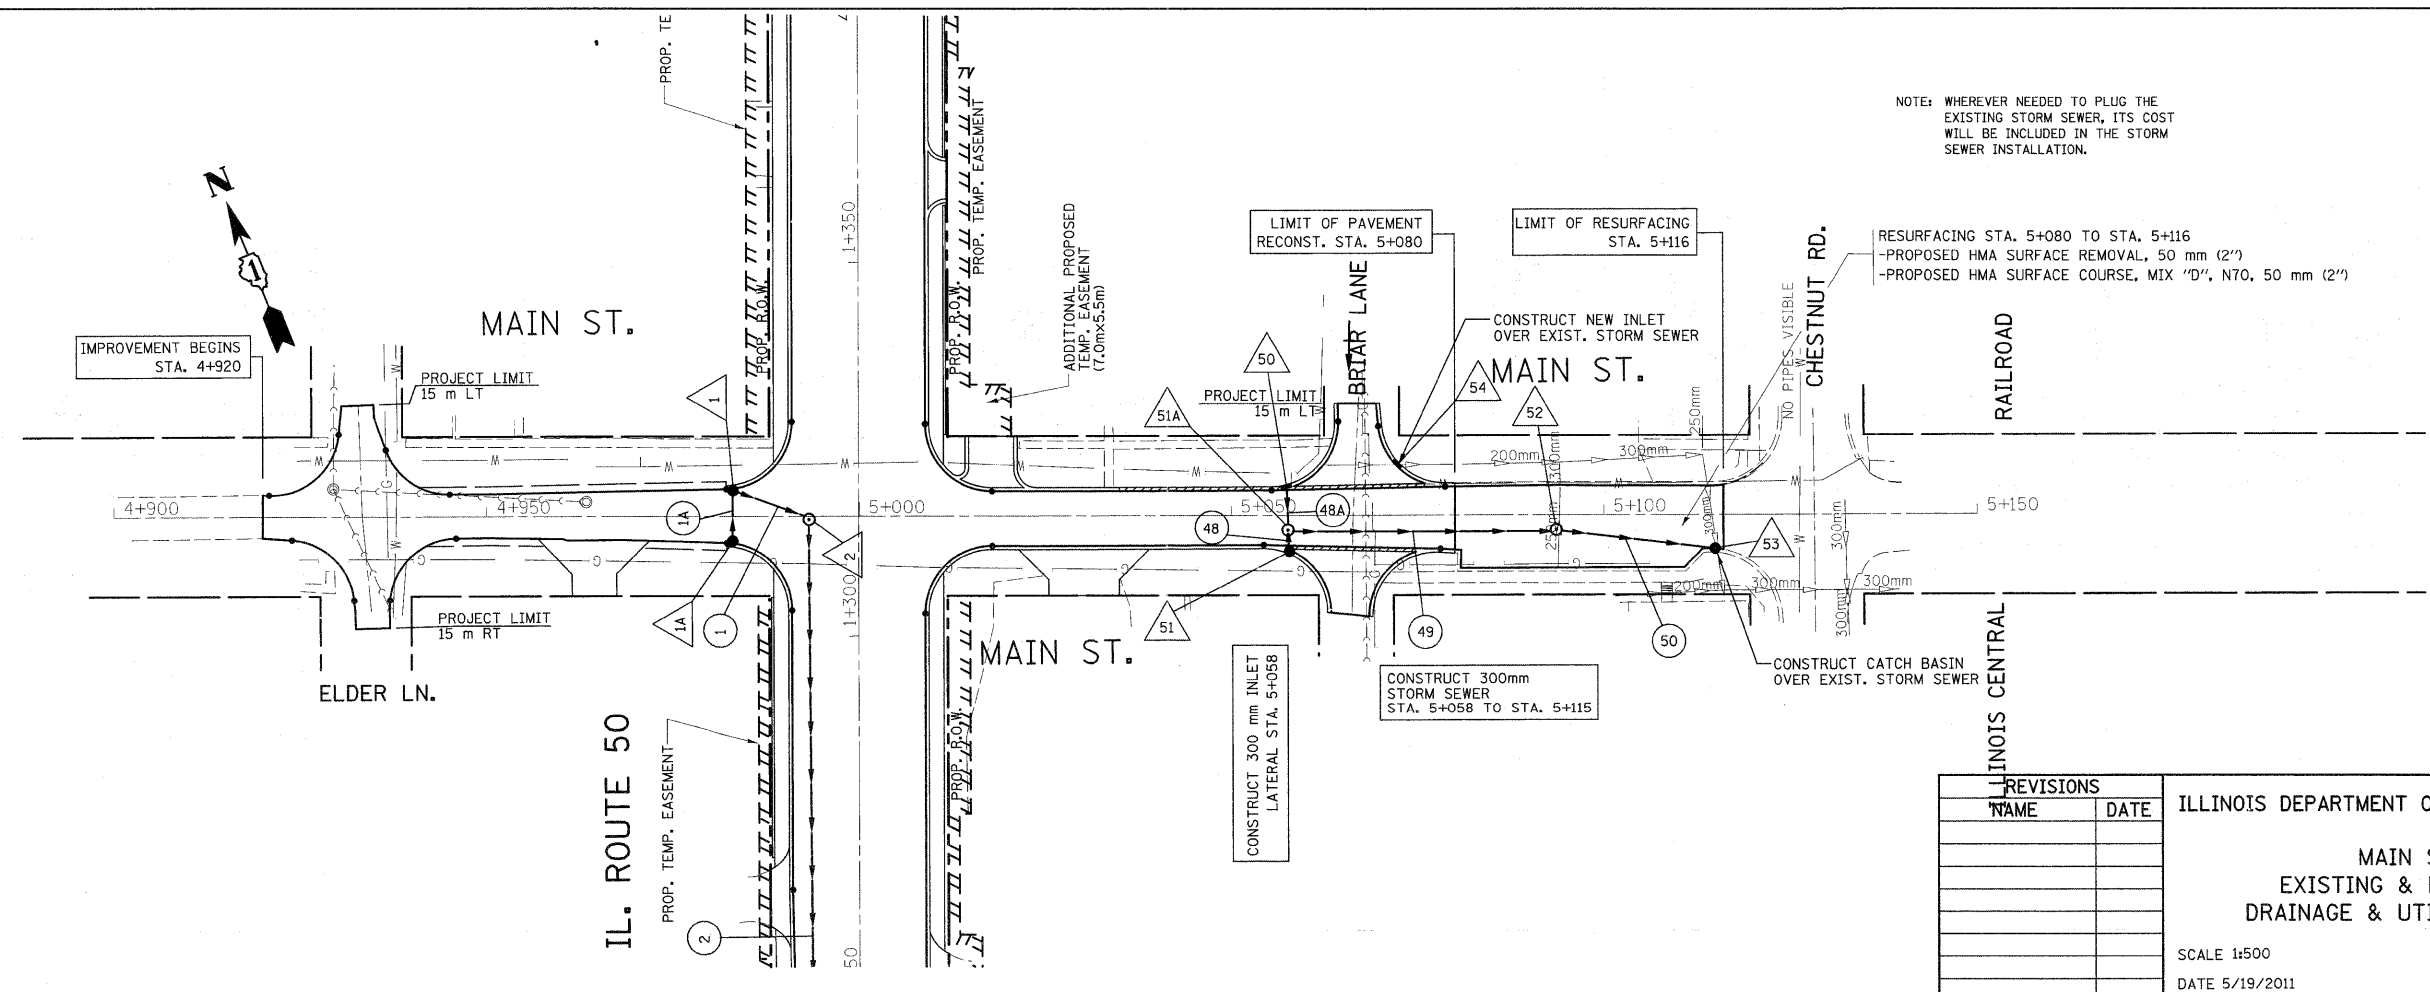 NOTE: WHEREVER NEEDED TO PLUG THE
EXISTING STORM SEWER, ITS COST
WILL BE INCLUDED IN THE STORM
SEWER INSTALLATION.
PROP. TE
PROP. TEMP. EASEMENT
ADDITIONAL PROPOSED
TEMP. EASEMENT
(7.0mx5.5m)
1+350
PROP. R.O.W.
PROP. R.O.W.
N
1
MAIN ST.
IMPROVEMENT BEGINS
STA. 4+920
PROJECT LIMIT
15 m LT
LIMIT OF PAVEMENT
RECONST. STA. 5+080
LIMIT OF RESURFACING
STA. 5+116
RESURFACING STA. 5+080 TO STA. 5+116
-PROPOSED HMA SURFACE REMOVAL, 50 mm (2")
-PROPOSED HMA SURFACE COURSE, MIX "D", N70, 50 mm (2")
BRIAR LANE
CHESTNUT RD.
NO PIPES VISIBLE
RAILROAD
CONSTRUCT NEW INLET
OVER EXIST. STORM SEWER
MAIN ST.
50
54
52
51A
1
PROJECT LIMIT
15 m LT
250mm
200mm
300mm
300mm
W
W
W
W
W
W
W
W
W
W
W
G
4+900
4+950
5+000
5+050
5+100
5+150
1A
48A
48
250mm
300mm
300mm
53
2
G
G
G
G
G
G
200mm
300mm
300mm
300mm
1+300
1A
1
51
49
50
PROJECT LIMIT
15 m RT
ELDER LN.
MAIN ST.
CONSTRUCT 300 mm INLET
LATERAL STA. 5+058
CONSTRUCT 300mm
STORM SEWER
STA. 5+058 TO STA. 5+115
CONSTRUCT CATCH BASIN
OVER EXIST. STORM SEWER
ILLINOIS CENTRAL
IL. ROUTE 50
PROP. TEMP. EASEMENT
PROP. R.O.W.
2
50
REVISIONS
NAME
DATE
ILLINOIS DEPARTMENT O
MAIN S
EXISTING &
DRAINAGE & UTI
SCALE 1:500
DATE 5/19/2011